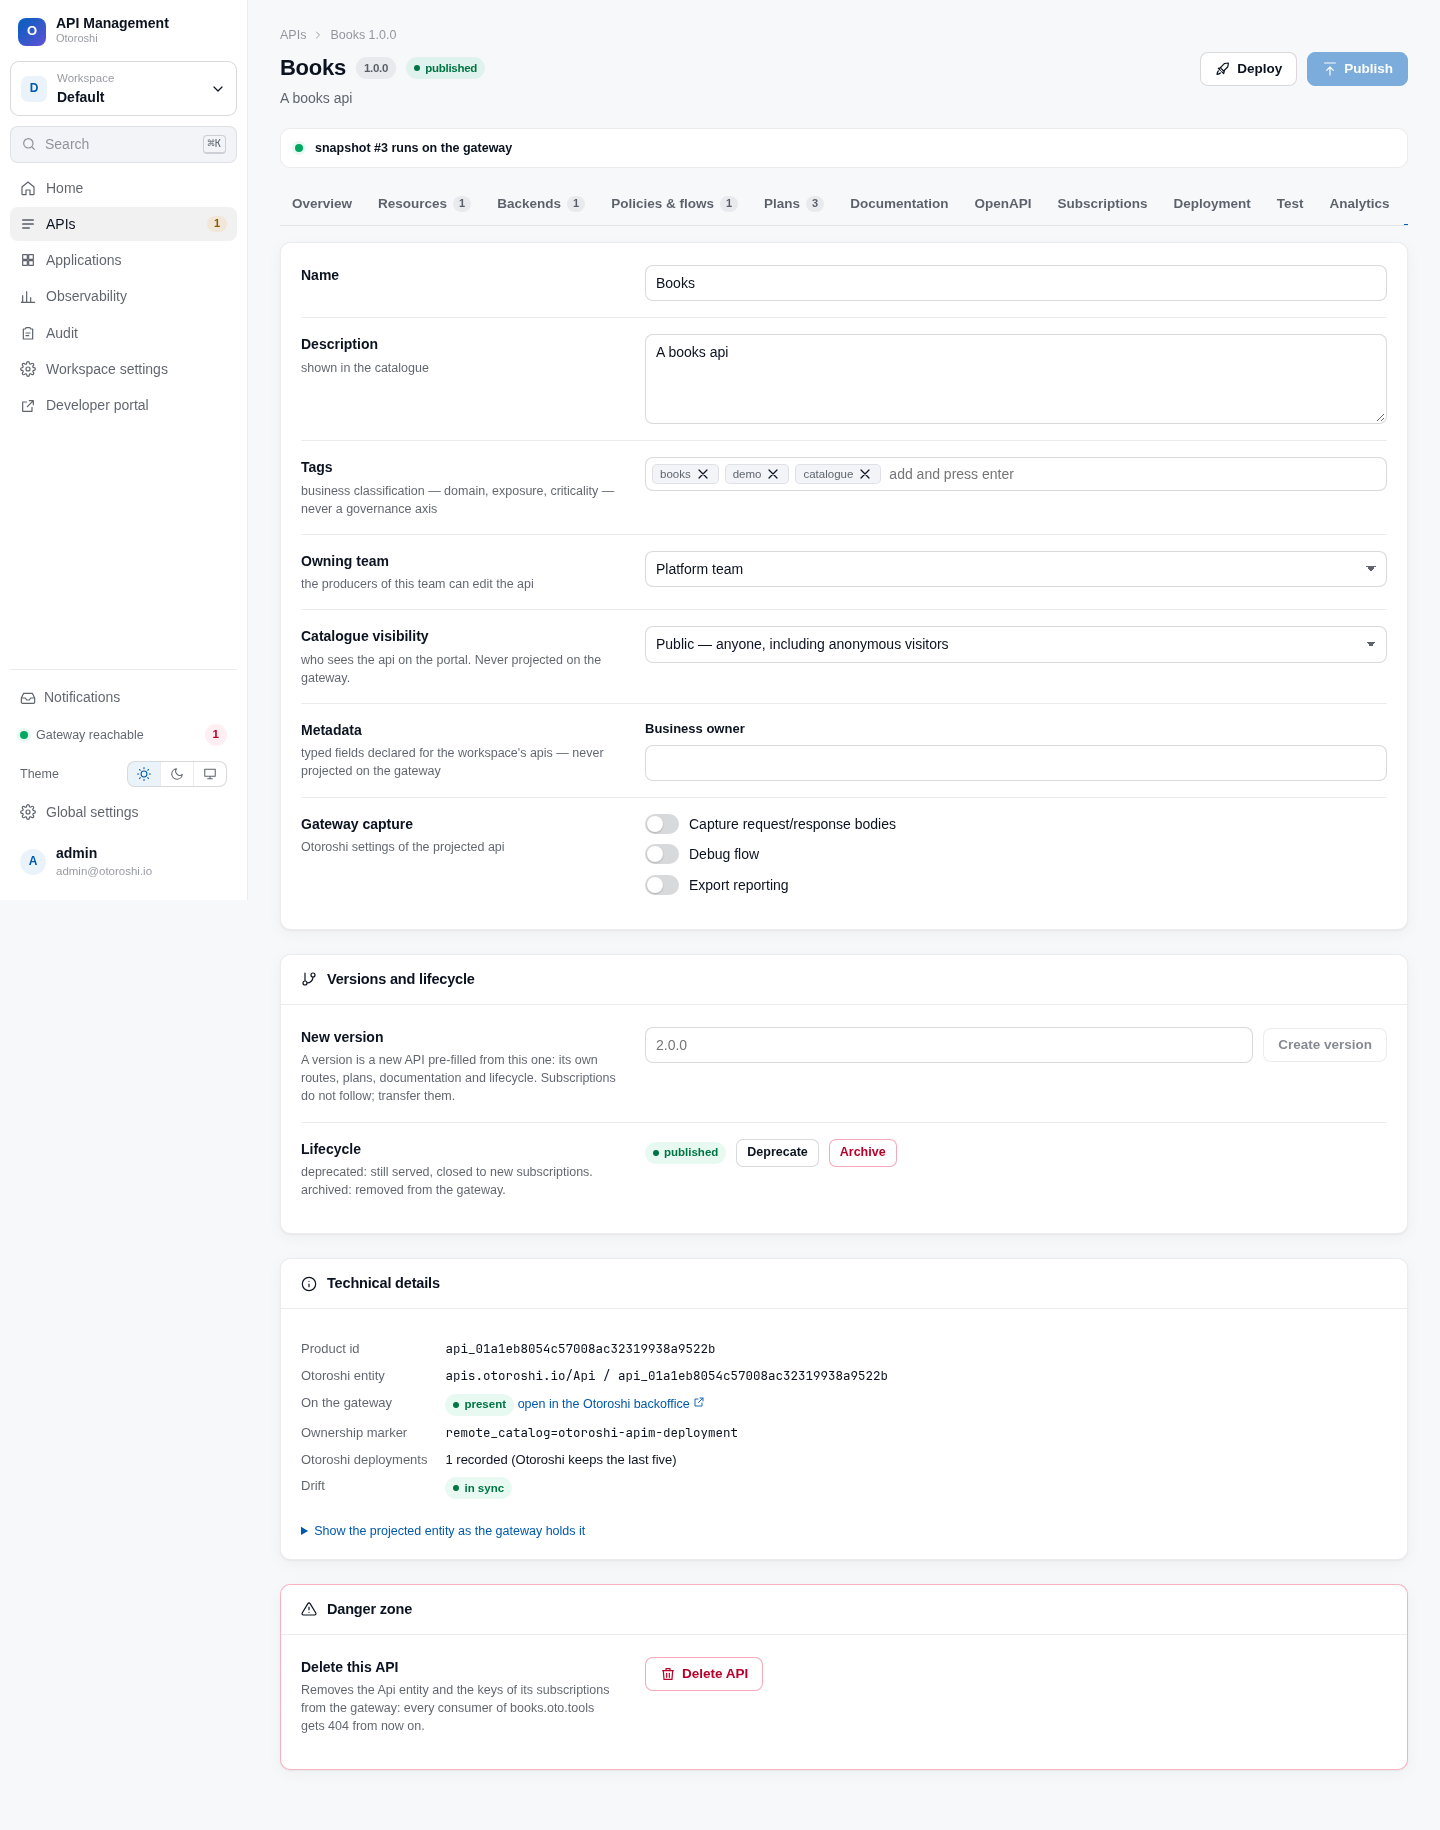 O
API Management
Otoroshi
D
Workspace
Default
Search
⌘K
Home
APIs
1
Applications
Observability
Audit
Workspace settings
Developer portal
Notifications
Gateway reachable
1
Theme
Global settings
A
admin
admin@otoroshi.io
APIs
Books 1.0.0
Books
1.0.0
published
Deploy
Publish
A books api
snapshot #3 runs on the gateway
Overview
Resources 1
Backends 1
Policies & flows 1
Plans 3
Documentation
OpenAPI
Subscriptions
Deployment
Test
Analytics
Name
Books
Description
shown in the catalogue
A books api
Tags
business classification — domain, exposure, criticality —
never a governance axis
books
demo
catalogue
add and press enter
Owning team
the producers of this team can edit the api
Platform team
Catalogue visibility
who sees the api on the portal. Never projected on the
gateway.
Public — anyone, including anonymous visitors
Metadata
typed fields declared for the workspace's apis — never
projected on the gateway
Business owner
Gateway capture
Otoroshi settings of the projected api
Capture request/response bodies
Debug flow
Export reporting
Versions and lifecycle
New version
A version is a new API pre-filled from this one: its own
routes, plans, documentation and lifecycle. Subscriptions
do not follow; transfer them.
2.0.0
Create version
Lifecycle
deprecated: still served, closed to new subscriptions.
archived: removed from the gateway.
published
Deprecate
Archive
Technical details
Product id
api_01a1eb8054c57008ac32319938a9522b
Otoroshi entity
apis.otoroshi.io/Api / api_01a1eb8054c57008ac32319938a9522b
On the gateway
present
open in the Otoroshi backoffice
Ownership marker
remote_catalog=otoroshi-apim-deployment
Otoroshi deployments
1 recorded (Otoroshi keeps the last five)
Drift
in sync
Show the projected entity as the gateway holds it
Danger zone
Delete this API
Removes the Api entity and the keys of its subscriptions
from the gateway: every consumer of books.oto.tools
gets 404 from now on.
Delete API